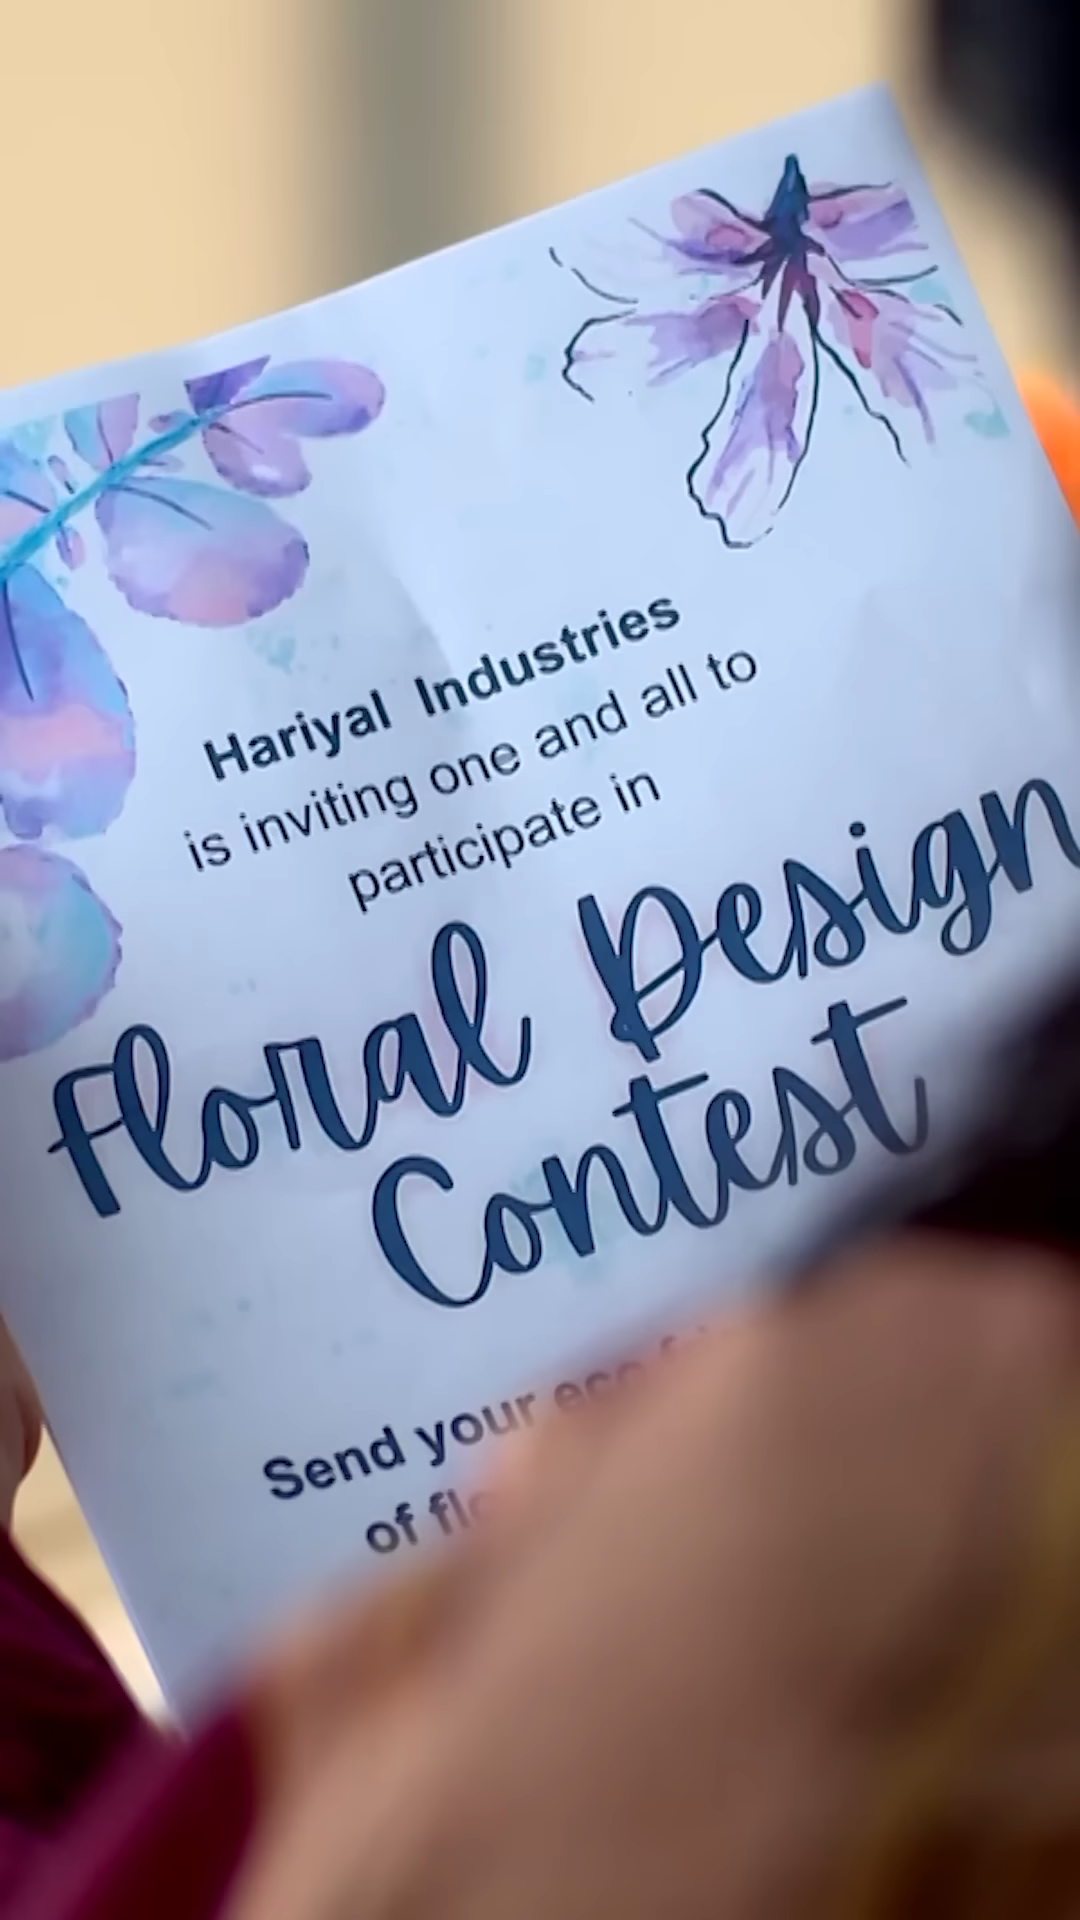 Hariyal Industries
is inviting one and all to
participate in
Floral Design
Contest
Send your
of